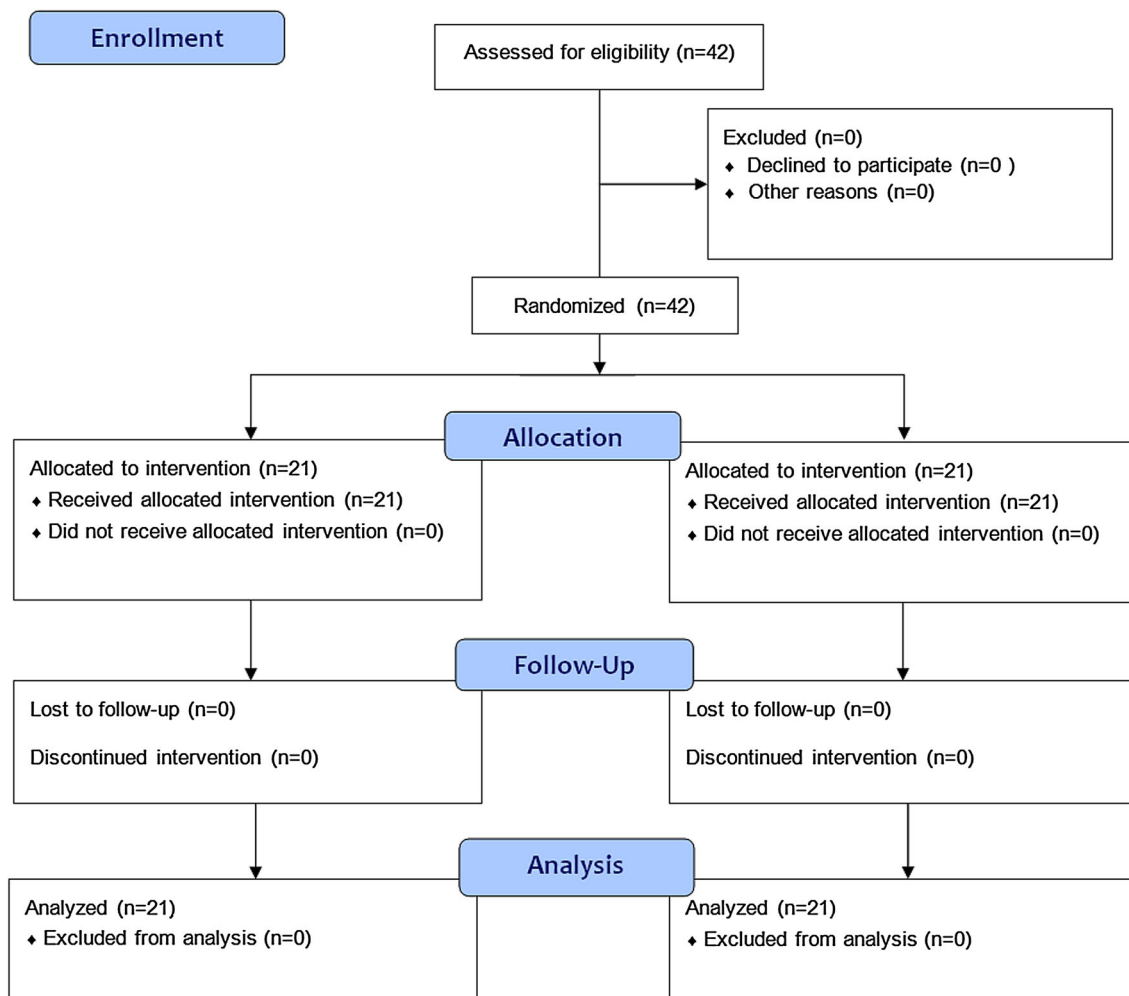 Enrollment
Assessed for eligibility (n=42)
Excluded (n=0)
♦ Declined to participate (n=0 )
♦ Other reasons (n=0)
Randomized (n=42)
Allocation
Allocated to intervention (n=21)
♦ Received allocated intervention (n=21)
♦ Did not receive allocated intervention (n=0)
Allocated to intervention (n=21)
♦ Received allocated intervention (n=21)
♦ Did not receive allocated intervention (n=0)
Follow-Up
Lost to follow-up (n=0)
Discontinued intervention (n=0)
Lost to follow-up (n=0)
Discontinued intervention (n=0)
Analysis
Analyzed (n=21)
♦ Excluded from analysis (n=0)
Analyzed (n=21)
♦ Excluded from analysis (n=0)